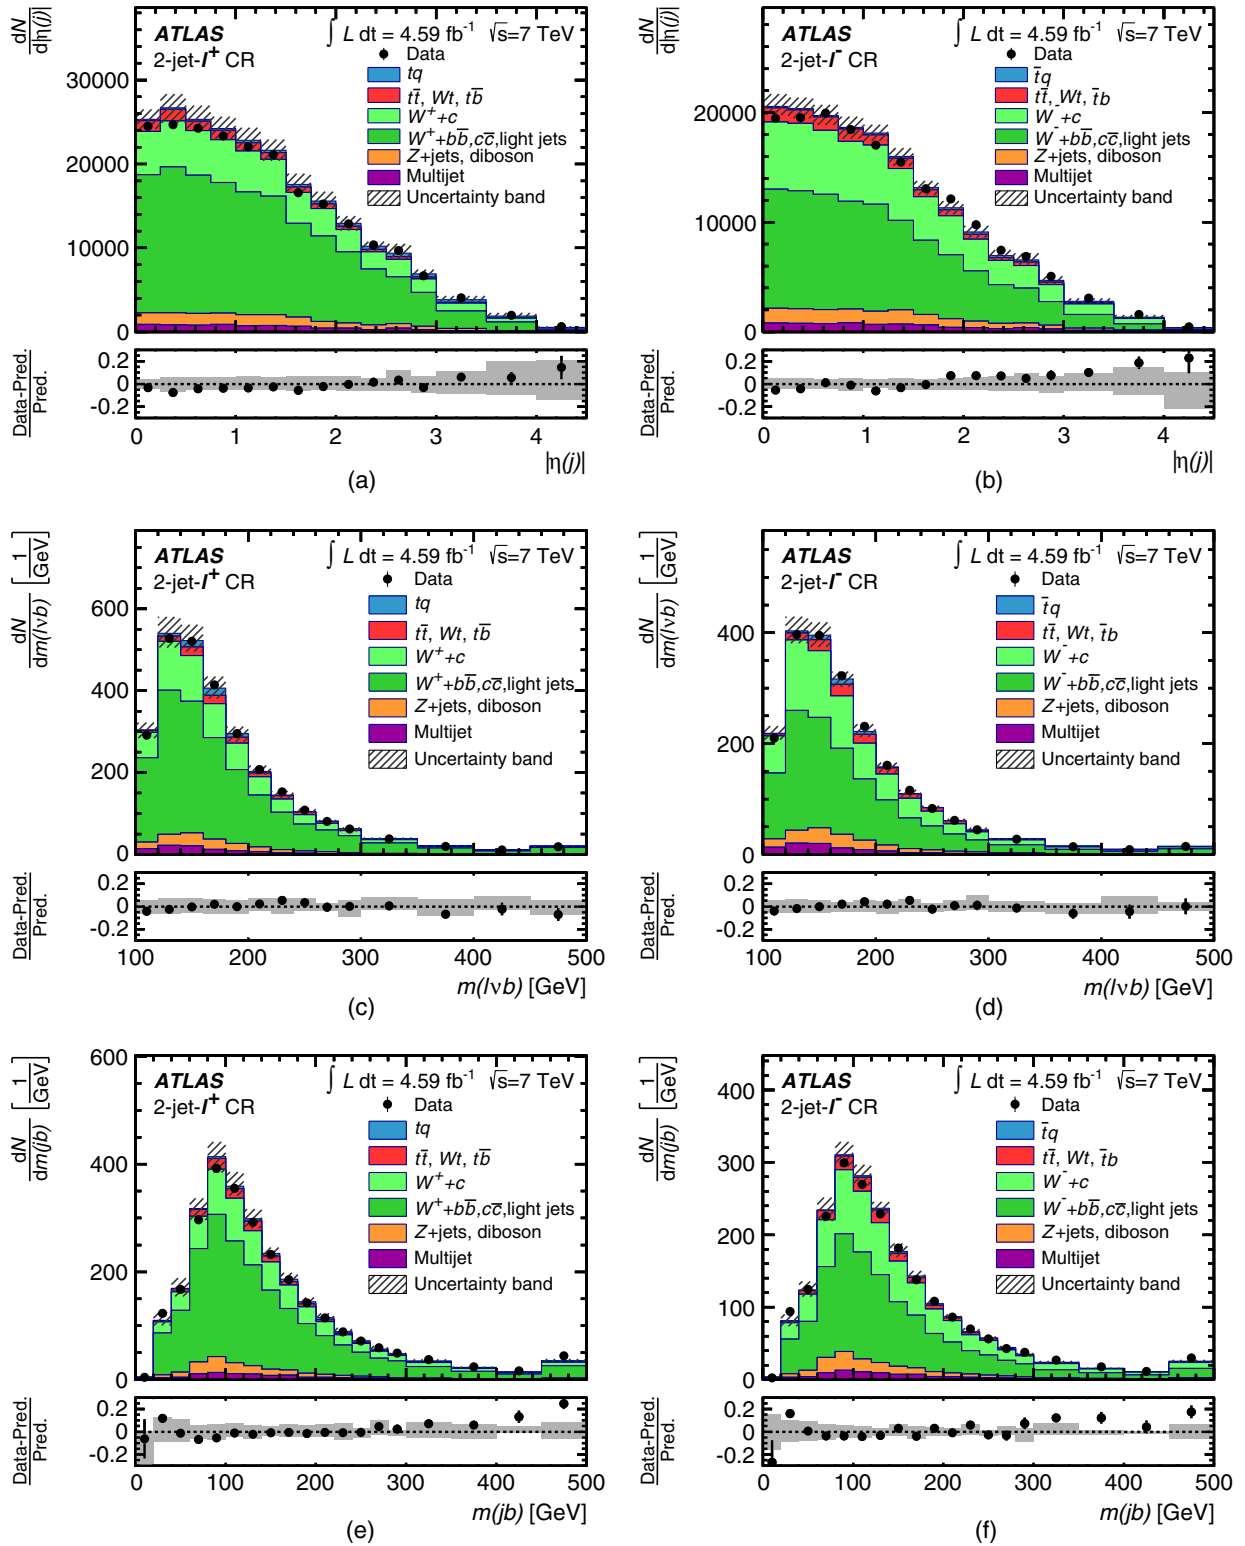 dN
d|η(j)|
ATLAS
2-jet-l⁺ CR
∫ L dt = 4.59 fb⁻¹ √s=7 TeV
Data
tq
tt̄, Wt, tb̄
W⁺+c
W⁺+bb̄,cc̄,light jets
Z+jets, diboson
Multijet
Uncertainty band
30000
20000
10000
0
Data-Pred.
Pred.
0.2
0
-0.2
0 1 2 3 4
|η(j)|
(a)
dN
d|η(j)|
ATLAS
2-jet-l⁻ CR
∫ L dt = 4.59 fb⁻¹ √s=7 TeV
Data
t̄q
tt̄, Wt, t̄b
W⁻+c
W⁻+bb̄,cc̄,light jets
Z+jets, diboson
Multijet
Uncertainty band
20000
10000
0
Data-Pred.
Pred.
0.2
0
-0.2
0 1 2 3 4
|η(j)|
(b)
dN
dm(lνb)
[1/GeV]
ATLAS
2-jet-l⁺ CR
∫ L dt = 4.59 fb⁻¹ √s=7 TeV
Data
tq
tt̄, Wt, tb̄
W⁺+c
W⁺+bb̄,cc̄,light jets
Z+jets, diboson
Multijet
Uncertainty band
600
400
200
0
Data-Pred.
Pred.
0.2
0
-0.2
100 200 300 400 500
m(lνb) [GeV]
(c)
dN
dm(lνb)
[1/GeV]
ATLAS
2-jet-l⁻ CR
∫ L dt = 4.59 fb⁻¹ √s=7 TeV
Data
t̄q
tt̄, Wt, t̄b
W⁻+c
W⁻+bb̄,cc̄,light jets
Z+jets, diboson
Multijet
Uncertainty band
400
200
0
Data-Pred.
Pred.
0.2
0
-0.2
100 200 300 400 500
m(lνb) [GeV]
(d)
dN
dm(jb)
[1/GeV]
ATLAS
2-jet-l⁺ CR
∫ L dt = 4.59 fb⁻¹ √s=7 TeV
Data
tq
tt̄, Wt, tb̄
W⁺+c
W⁺+bb̄,cc̄,light jets
Z+jets, diboson
Multijet
Uncertainty band
600
400
200
0
Data-Pred.
Pred.
0.2
0
-0.2
0 100 200 300 400 500
m(jb) [GeV]
(e)
dN
dm(jb)
[1/GeV]
ATLAS
2-jet-l⁻ CR
∫ L dt = 4.59 fb⁻¹ √s=7 TeV
Data
t̄q
tt̄, Wt, t̄b
W⁻+c
W⁻+bb̄,cc̄,light jets
Z+jets, diboson
Multijet
Uncertainty band
400
300
200
100
0
Data-Pred.
Pred.
0.2
0
-0.2
0 100 200 300 400 500
m(jb) [GeV]
(f)